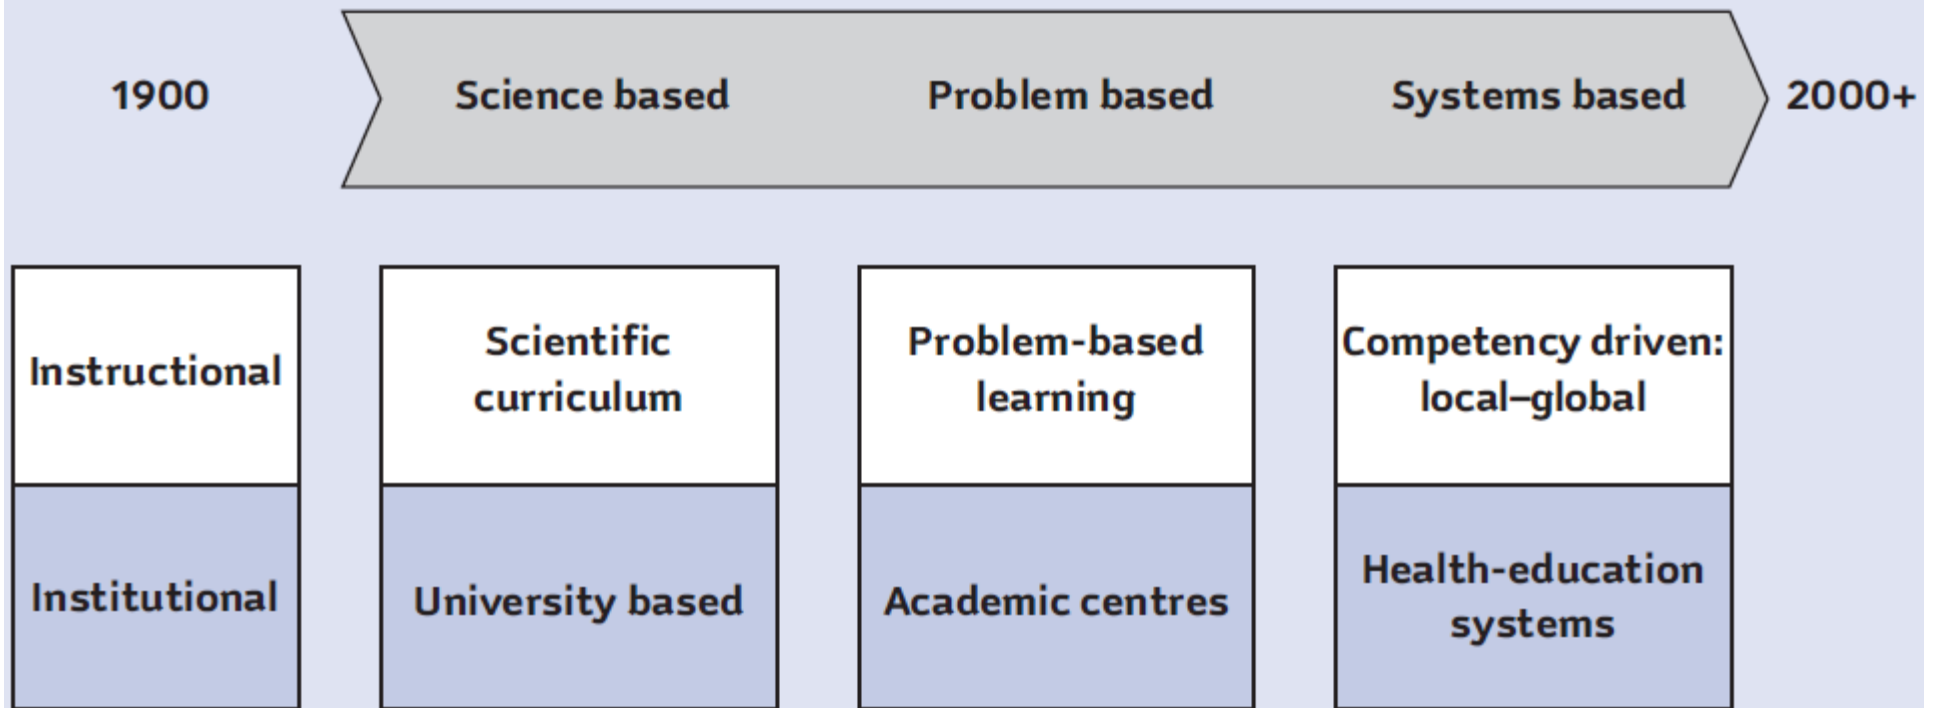 1900 Science based Problem based Systems based 2000+
Instructional
Scientific
curriculum
Problem-based
learning
Competency driven:
local–global
Institutional
University based
Academic centres
Health-education
systems